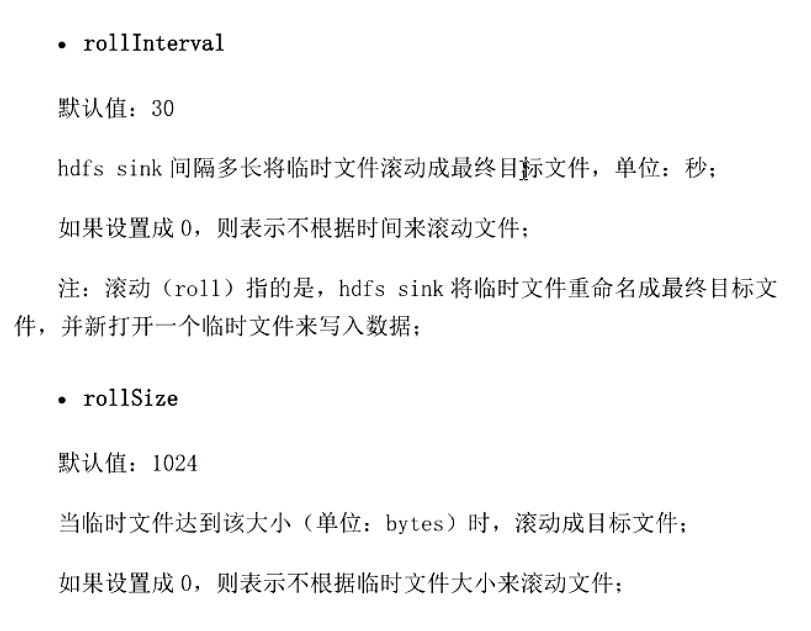 • rollInterval
默认值：30
hdfs sink 间隔多长将临时文件滚动成最终目标文件，单位：秒；
如果设置成 0，则表示不根据时间来滚动文件；
注：滚动（roll）指的是，hdfs sink 将临时文件重命名成最终目标文
件，并新打开一个临时文件来写入数据；
• rollSize
默认值：1024
当临时文件达到该大小（单位：bytes）时，滚动成目标文件；
如果设置成 0，则表示不根据临时文件大小来滚动文件；